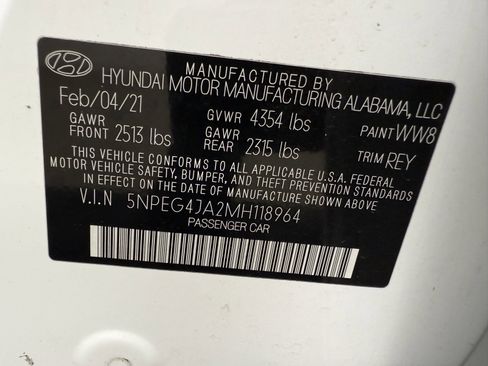 MANUFACTURED BY
HYUNDAI MOTOR MANUFACTURING ALABAMA, LLC
Feb/04/21 GVWR 4354 lbs PAINT WW8
GAWR FRONT 2513 lbs GAWR REAR 2315 lbs TRIM REY
THIS VEHICLE CONFORMS TO ALL APPLICABLE U.S.A. FEDERAL
MOTOR VEHICLE SAFETY, BUMPER, AND THEFT PREVENTION STANDARDS
IN EFFECT ON THE DATE OF MANUFACTURE SHOWN ABOVE.
V.I.N 5NPEG4JA2MH118964
PASSENGER CAR